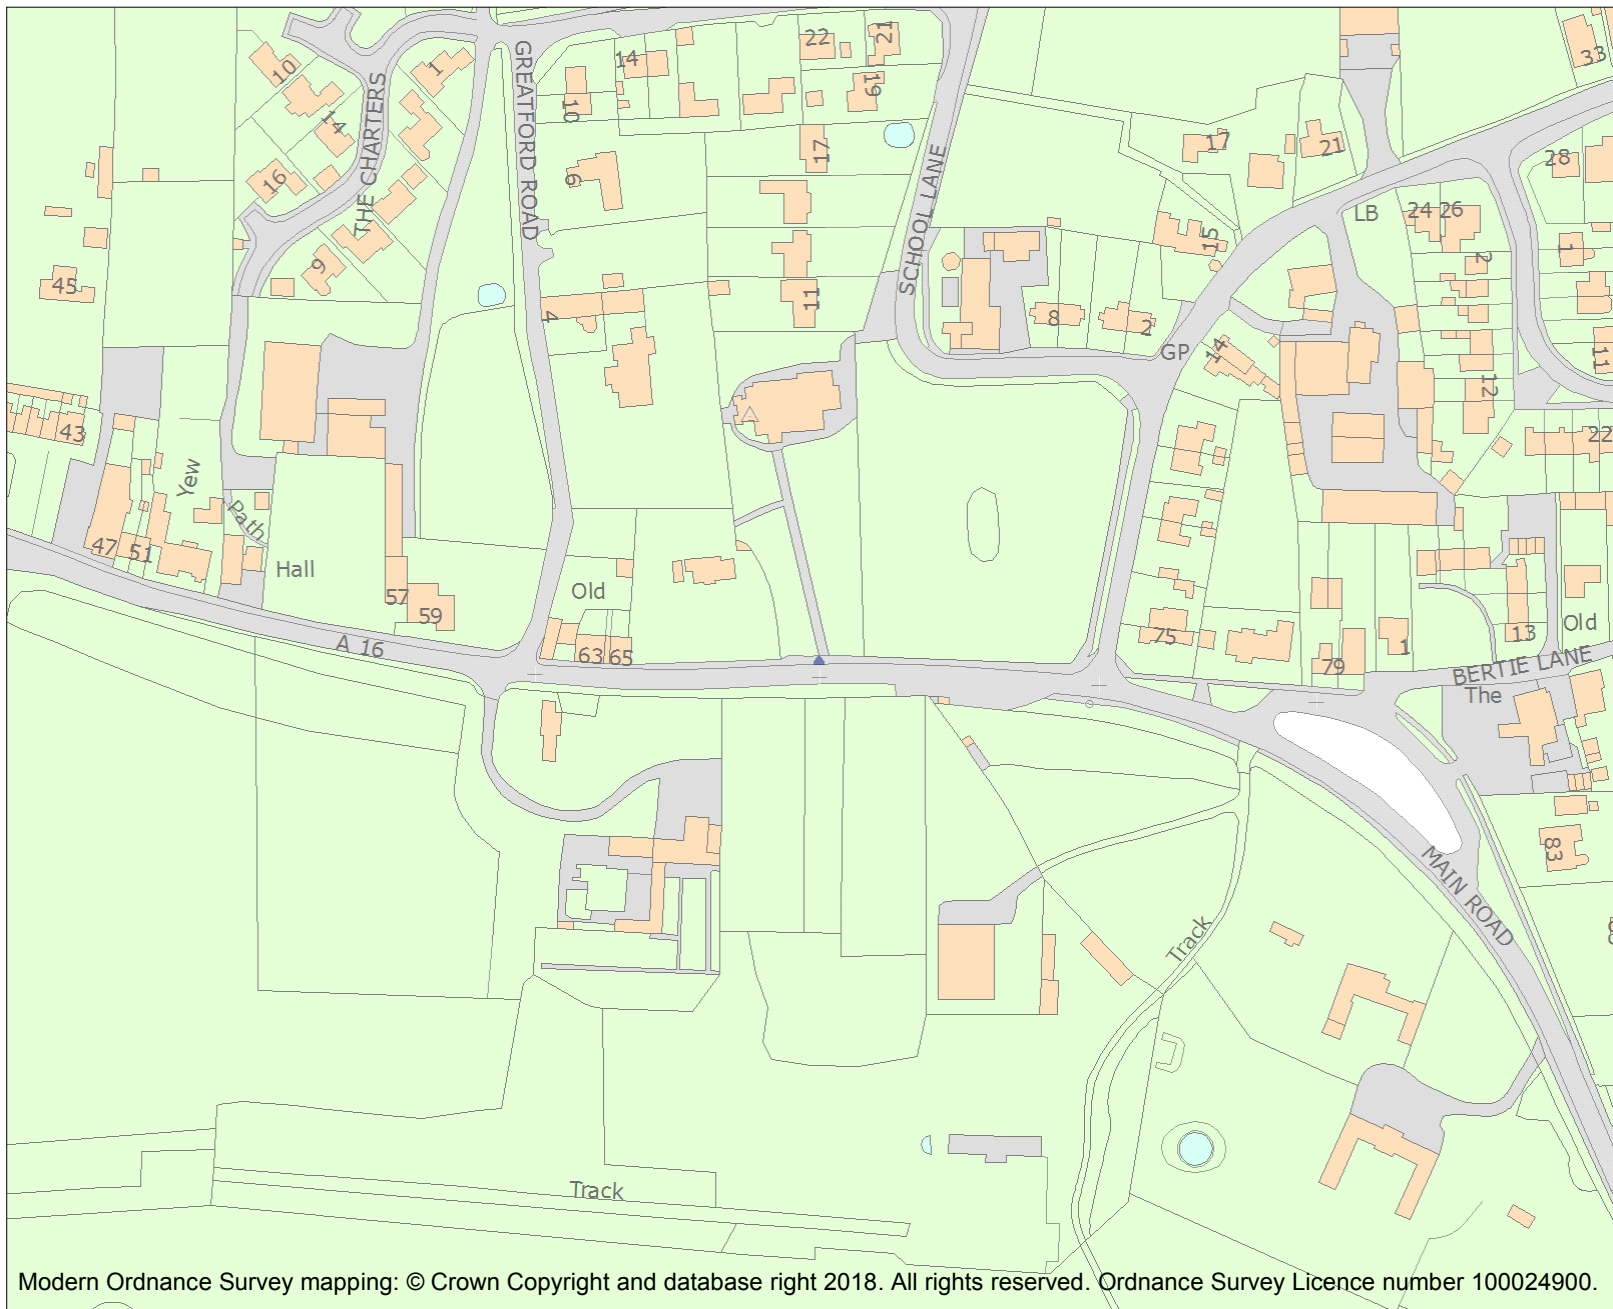 10
1
14
22
21
33
THE CHARTERS
GREATFORD ROAD
14
10
19
17
17
21
28
16
6
SCHOOL LANE
LB
24
26
15
1
2
9
45
4
11
8
2
GP
14
11
12
43
22
Yew
Path
47
51
Hall
57
59
Old
63
65
A 16
75
79
1
13
Old
BERTIE LANE
The
83
MAIN ROAD
Track
Track
Modern Ordnance Survey mapping: © Crown Copyright and database right 2018. All rights reserved. Ordnance Survey Licence number 100024900.